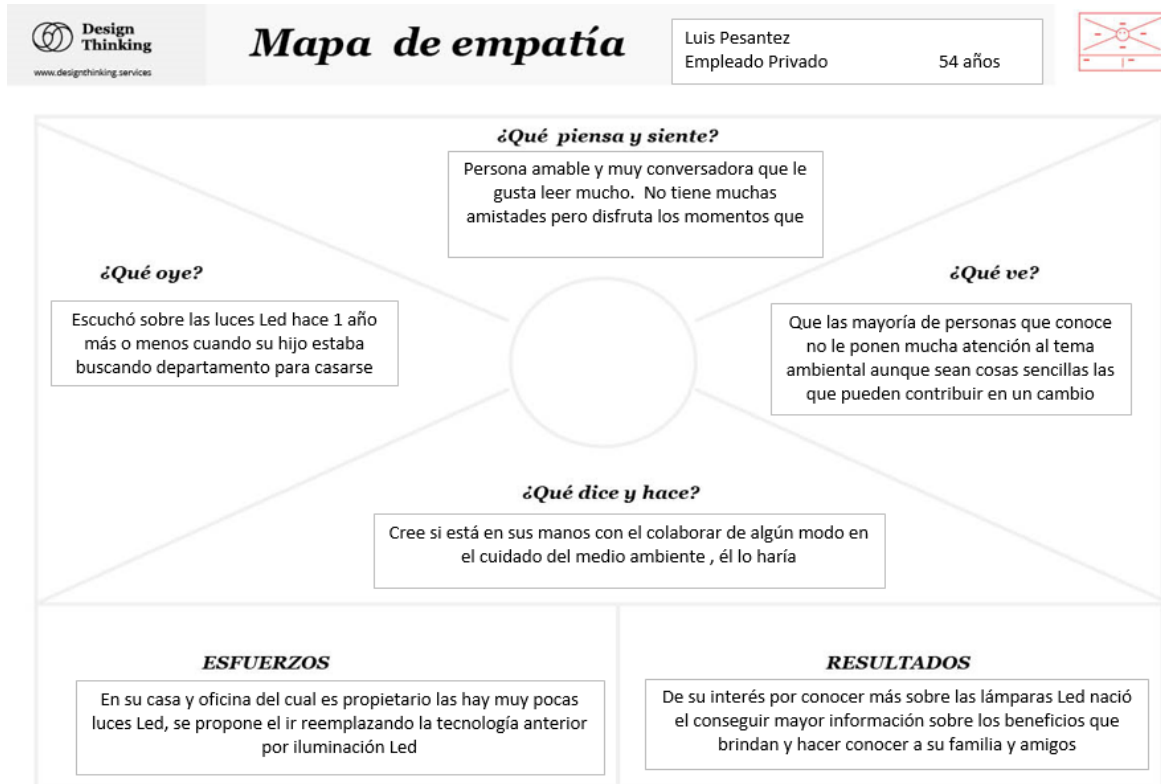 Design
Thinking
www.designthinking.services
Mapa de empatía
Luis Pesantez
Empleado Privado 54 años
¿Qué piensa y siente?
Persona amable y muy conversadora que le
gusta leer mucho. No tiene muchas
amistades pero disfruta los momentos que
¿Qué oye?
Escuchó sobre las luces Led hace 1 año
más o menos cuando su hijo estaba
buscando departamento para casarse
¿Qué ve?
Que las mayoría de personas que conoce
no le ponen mucha atención al tema
ambiental aunque sean cosas sencillas las
que pueden contribuir en un cambio
¿Qué dice y hace?
Cree si está en sus manos con el colaborar de algún modo en
el cuidado del medio ambiente , él lo haría
ESFUERZOS
En su casa y oficina del cual es propietario las hay muy pocas
luces Led, se propone el ir reemplazando la tecnología anterior
por iluminación Led
RESULTADOS
De su interés por conocer más sobre las lámparas Led nació
el conseguir mayor información sobre los beneficios que
brindan y hacer conocer a su familia y amigos